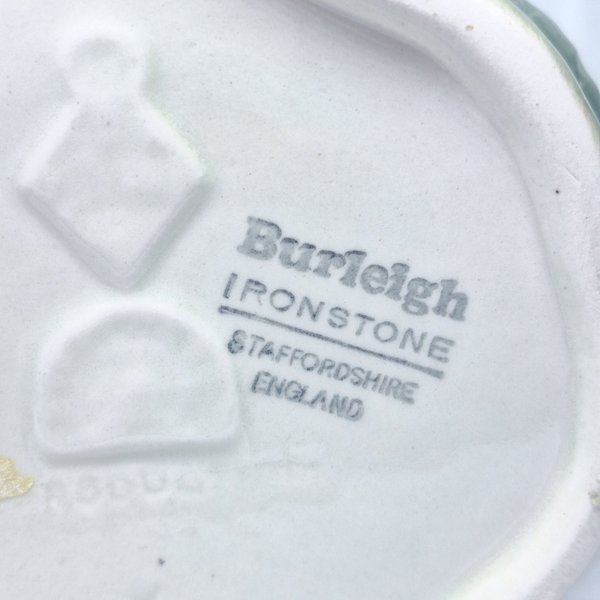 Burleigh
IRONSTONE
STAFFORDSHIRE
ENGLAND